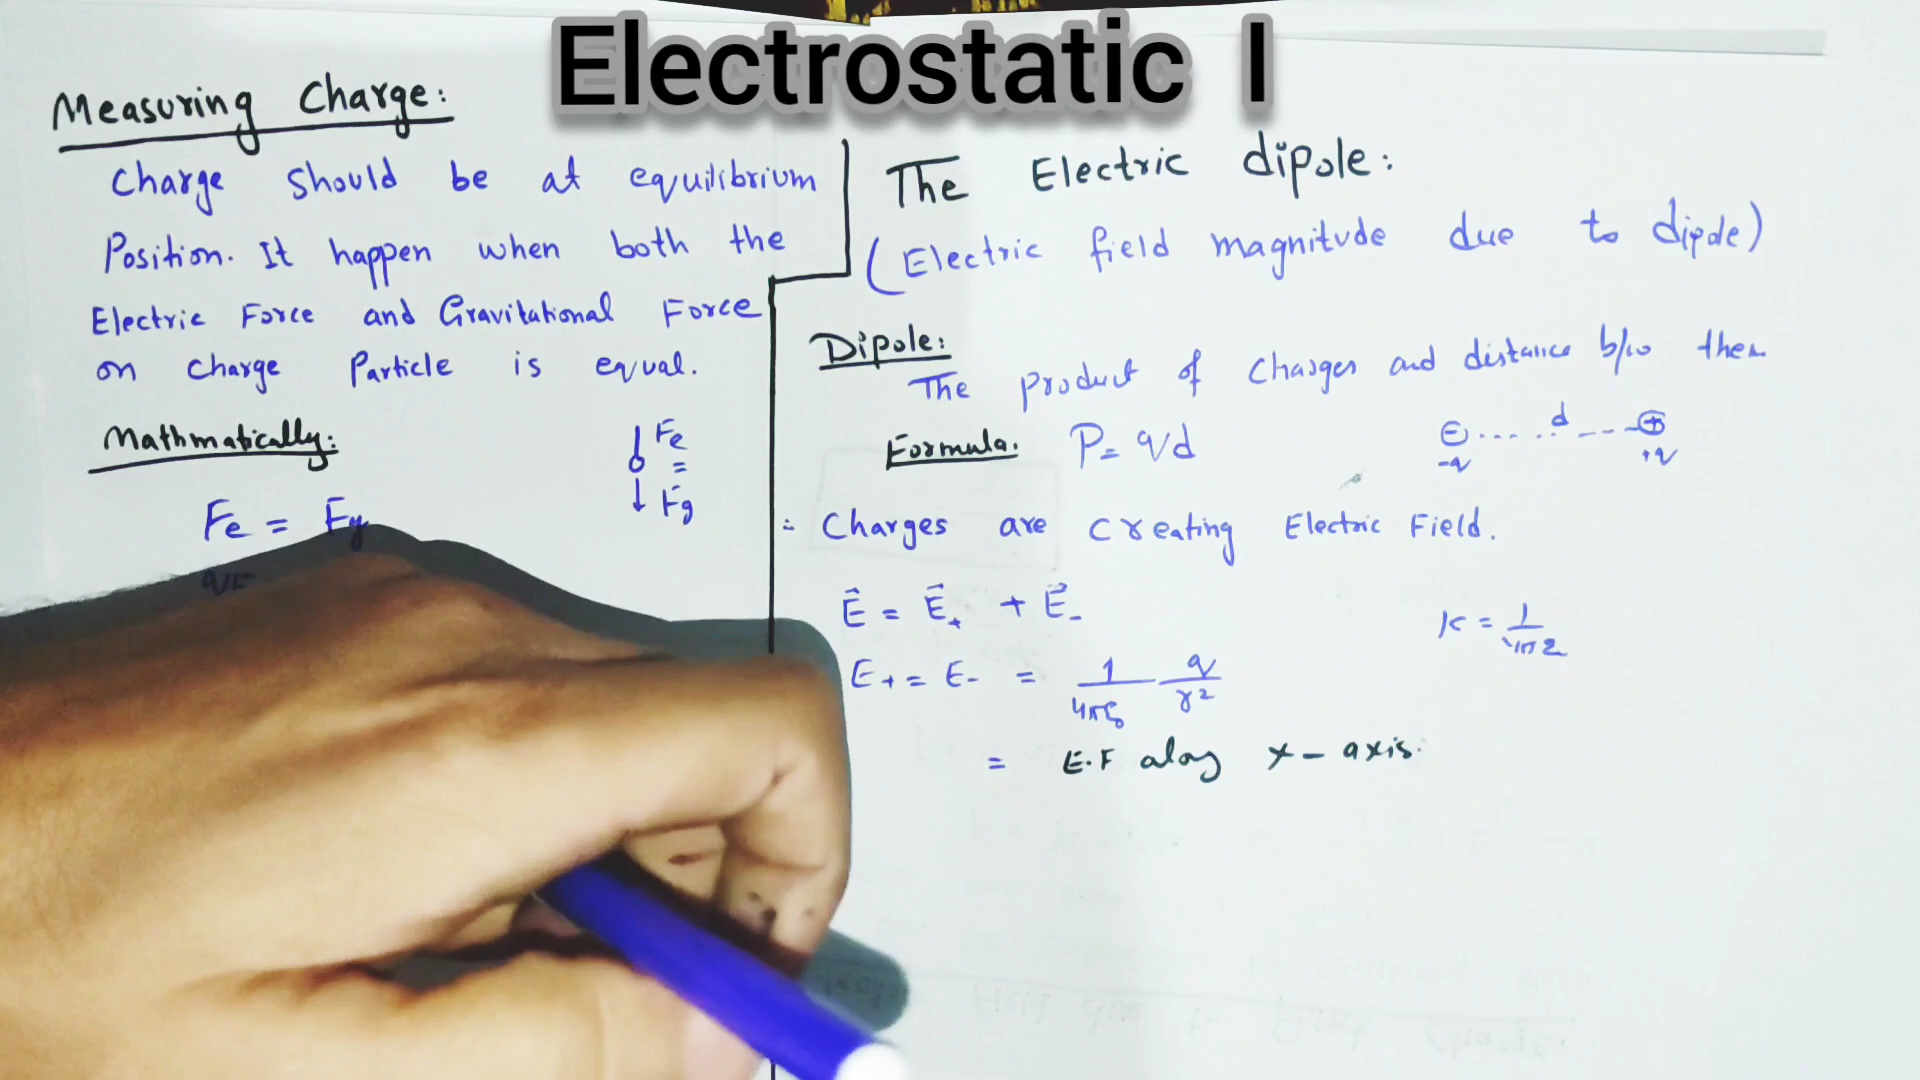 Electrostatic I
Measuring Charge:
Charge Should be at equilibrium
Position. It happen when both the
Electric Force and Gravitational Force
on charge Particle is equal.
Mathmatically:
Fe
=
Fg
Fe = Fg
qE
The Electric dipole:
(Electric field magnitude due to dipole)
Dipole:
The product of Charges and distance b/w them
Formula: P = qd
d
-q +q
∴ Charges are Creating Electric Field.
E⃗ = E⃗₊ + E⃗₋
K = 1/4πε
E₊ = E₋ = 1/4πε₀ q/r²
= E.F along x-axis.